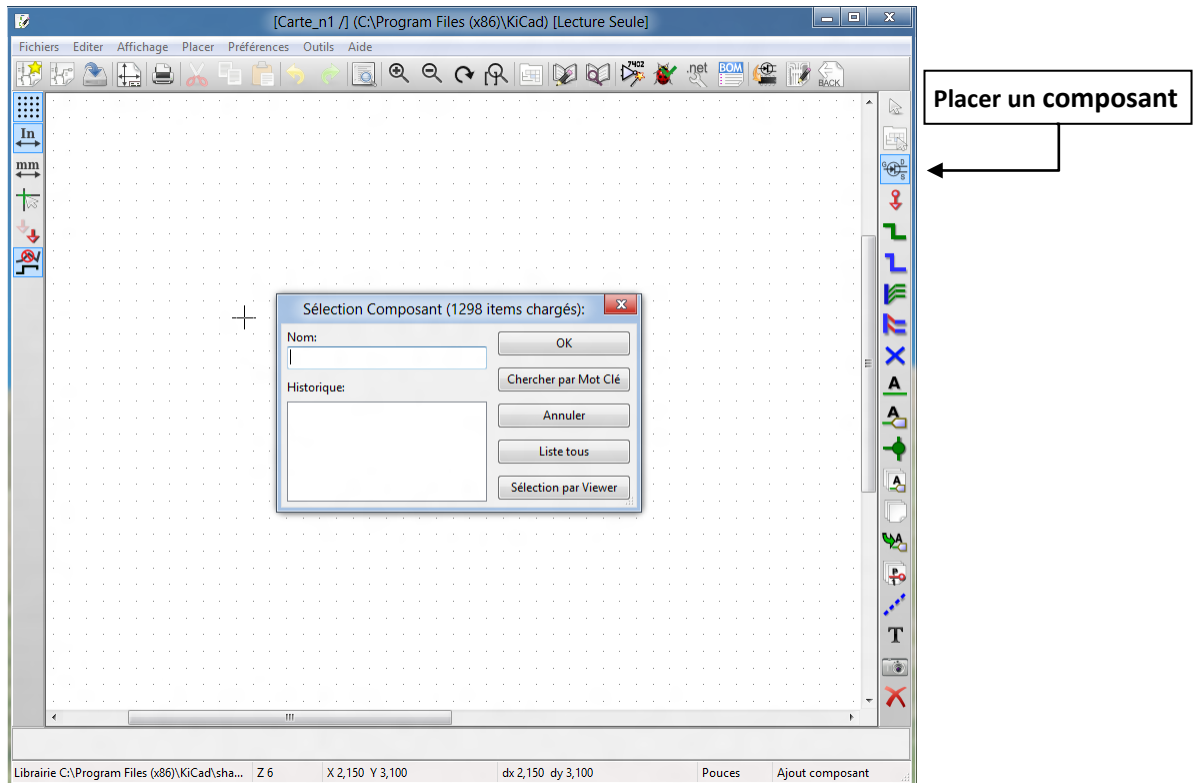 [Carte_n1 /] (C:\Program Files (x86)\KiCad) [Lecture Seule]
Fichiers Editer Affichage Placer Préférences Outils Aide
7402
.net
BOM
BACK
Placer un composant
In
mm
G
D
S
Sélection Composant (1298 items chargés):
Nom:
OK
Chercher par Mot Clé
Historique:
Annuler
Liste tous
Sélection par Viewer
A
A
A
A
P
1
T
Librairie C:\Program Files (x86)\KiCad\sha... Z 6 X 2,150 Y 3,100 dx 2,150 dy 3,100 Pouces Ajout composant